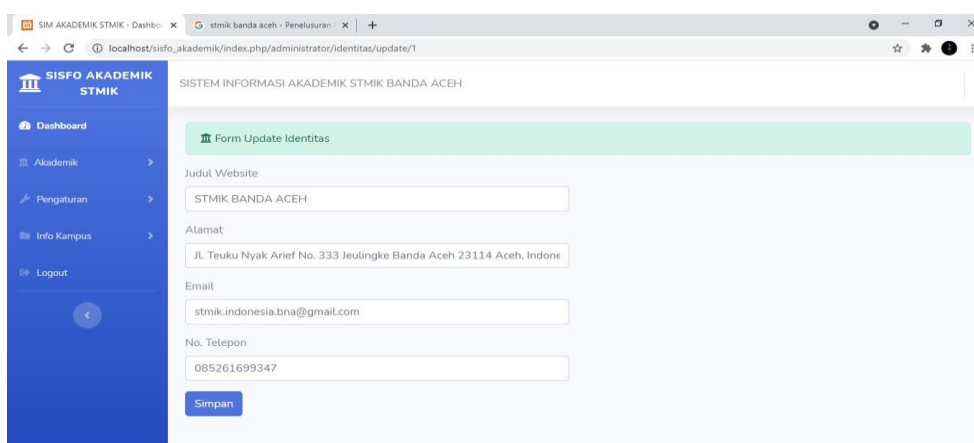 SIM AKADEMIK STMIK - Dashboa
stmik banda aceh - Penelusuran
localhost/sisfo_akademik/index.php/administrator/identitas/update/1
SISFO AKADEMIK
STMIK
SISTEM INFORMASI AKADEMIK STMIK BANDA ACEH
Dashboard
Akademik
Pengaturan
Info Kampus
Logout
Form Update Identitas
Judul Website
STMIK BANDA ACEH
Alamat
Jl. Teuku Nyak Arief No. 333 Jeulingke Banda Aceh 23114 Aceh, Indone
Email
stmik.indonesia.bna@gmail.com
No. Telepon
085261699347
Simpan